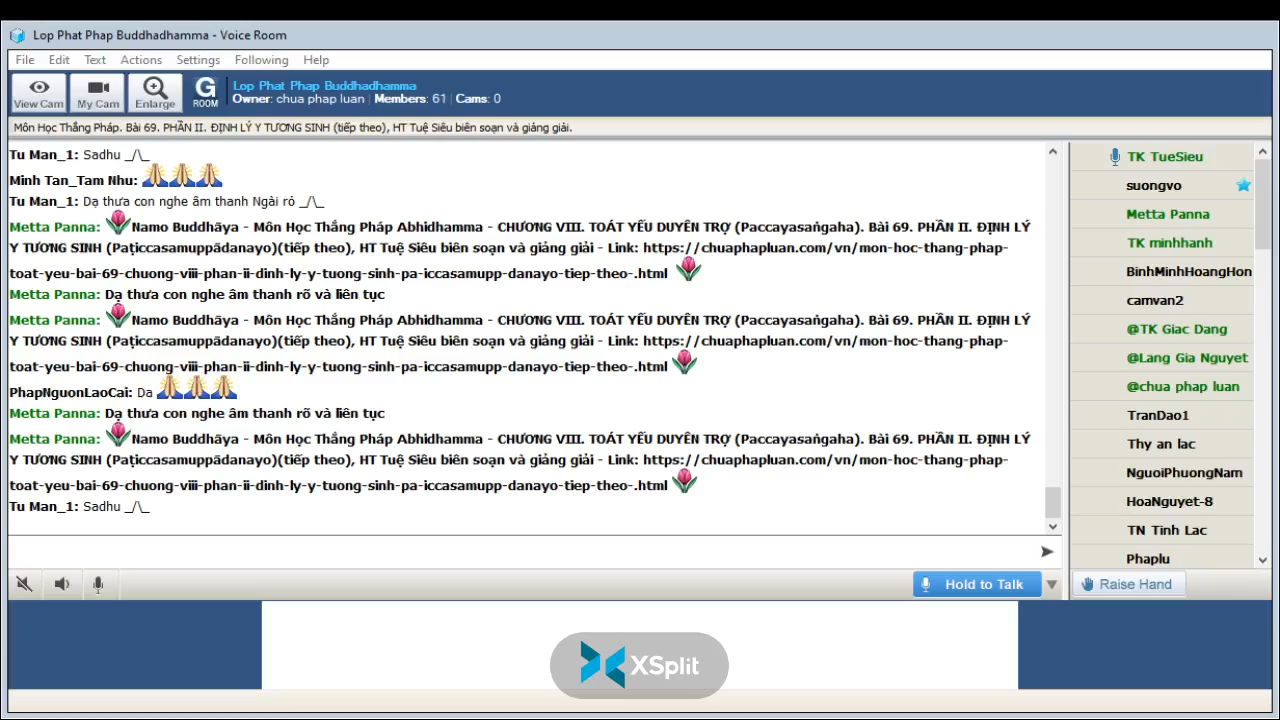 Lop Phat Phap Buddhadhamma - Voice Room
File Edit Text Actions Settings Following Help
View Cam My Cam Enlarge G ROOM
Lop Phat Phap Buddhadhamma
Owner: chua phap luan | Members: 61 | Cams: 0
Môn Học Thắng Pháp. Bài 69. PHẦN II. ĐỊNH LÝ Y TƯƠNG SINH (tiếp theo), HT Tuệ Siêu biên soạn và giảng giải.
Tu Man_1: Sadhu _/\_
Minh Tan_Tam Nhu:
Tu Man_1: Dạ thưa con nghe âm thanh Ngài rỏ _/\_
Metta Panna: Namo Buddhāya - Môn Học Thắng Pháp Abhidhamma - CHƯƠNG VIII. TOÁT YẾU DUYÊN TRỢ (Paccayasaṅgaha). Bài 69. PHẦN II. ĐỊNH LÝ
Y TƯƠNG SINH (Paṭiccasamuppādanayo)(tiếp theo), HT Tuệ Siêu biên soạn và giảng giải - Link: https://chuaphapluan.com/vn/mon-hoc-thang-phap-
toat-yeu-bai-69-chuong-viii-phan-ii-dinh-ly-y-tuong-sinh-pa-iccasamupp-danayo-tiep-theo-.html
Metta Panna: Dạ thưa con nghe âm thanh rõ và liên tục
Metta Panna: Namo Buddhāya - Môn Học Thắng Pháp Abhidhamma - CHƯƠNG VIII. TOÁT YẾU DUYÊN TRỢ (Paccayasaṅgaha). Bài 69. PHẦN II. ĐỊNH LÝ
Y TƯƠNG SINH (Paṭiccasamuppādanayo)(tiếp theo), HT Tuệ Siêu biên soạn và giảng giải - Link: https://chuaphapluan.com/vn/mon-hoc-thang-phap-
toat-yeu-bai-69-chuong-viii-phan-ii-dinh-ly-y-tuong-sinh-pa-iccasamupp-danayo-tiep-theo-.html
PhapNguonLaoCai: Da
Metta Panna: Dạ thưa con nghe âm thanh rõ và liên tục
Metta Panna: Namo Buddhāya - Môn Học Thắng Pháp Abhidhamma - CHƯƠNG VIII. TOÁT YẾU DUYÊN TRỢ (Paccayasaṅgaha). Bài 69. PHẦN II. ĐỊNH LÝ
Y TƯƠNG SINH (Paṭiccasamuppādanayo)(tiếp theo), HT Tuệ Siêu biên soạn và giảng giải - Link: https://chuaphapluan.com/vn/mon-hoc-thang-phap-
toat-yeu-bai-69-chuong-viii-phan-ii-dinh-ly-y-tuong-sinh-pa-iccasamupp-danayo-tiep-theo-.html
Tu Man_1: Sadhu _/\_
TK TueSieu
suongvo
Metta Panna
TK minhhanh
BinhMinhHoangHon
camvan2
@TK Giac Dang
@Lang Gia Nguyet
@chua phap luan
TranDao1
Thy an lac
NguoiPhuongNam
HoaNguyet-8
TN Tinh Lac
Phaplu
Hold to Talk
Raise Hand
XSplit